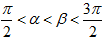 π/2 < α < β < 3π/2